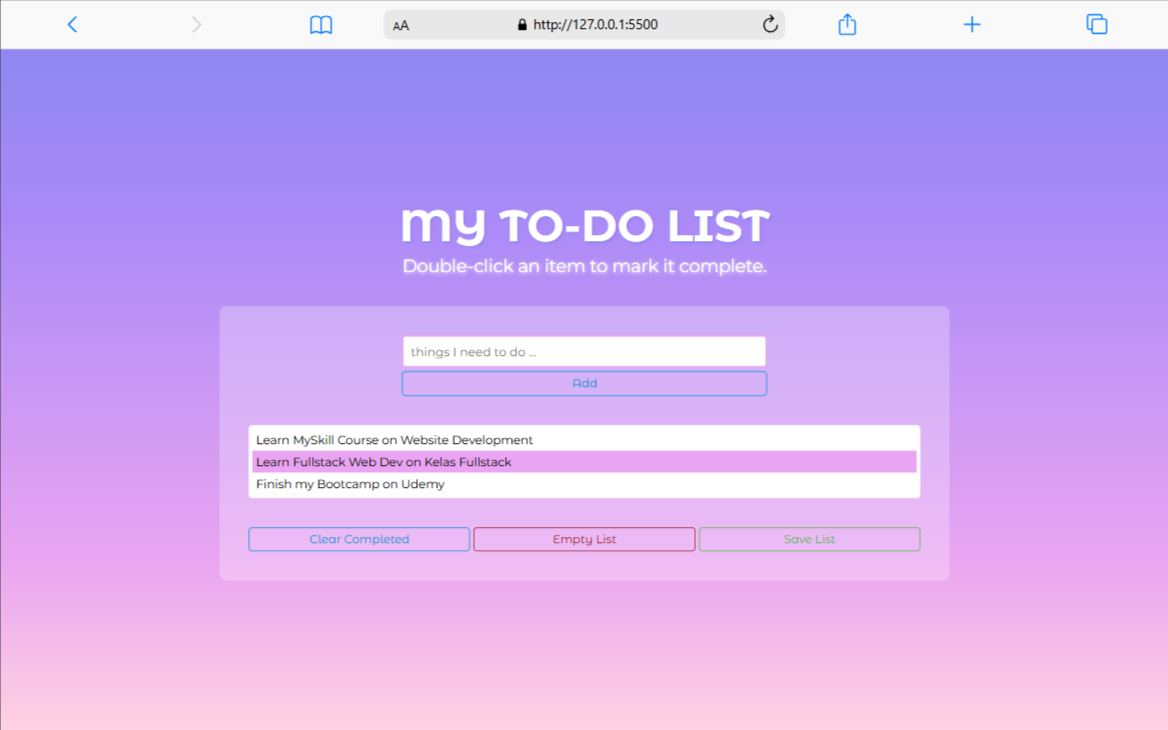 AA
http://127.0.0.1:5500
MY TO-DO LIST
Double-click an item to mark it complete.
things I need to do ...
Add
Learn MySkill Course on Website Development
Learn Fullstack Web Dev on Kelas Fullstack
Finish my Bootcamp on Udemy
Clear Completed
Empty List
Save List